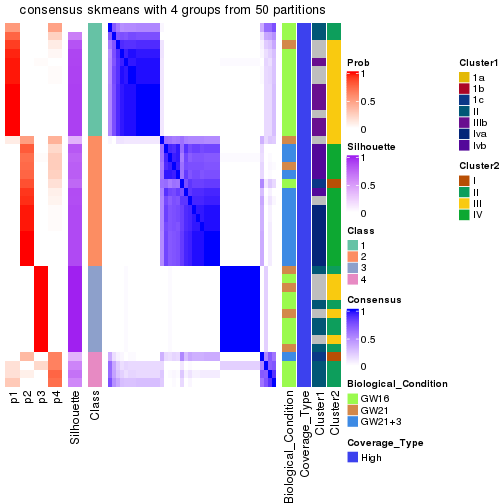 consensus skmeans with 4 groups from 50 partitions
p1
p2
p3
p4
Silhouette
Class
Biological_Condition
Coverage_Type
Cluster1
Cluster2
Prob
1
0.5
0
Silhouette
1
0.5
0
Class
1
2
3
4
Consensus
1
0.5
0
Biological_Condition
GW16
GW21
GW21+3
Coverage_Type
High
Cluster1
1a
1b
1c
II
IIIb
Iva
Ivb
Cluster2
I
II
III
IV